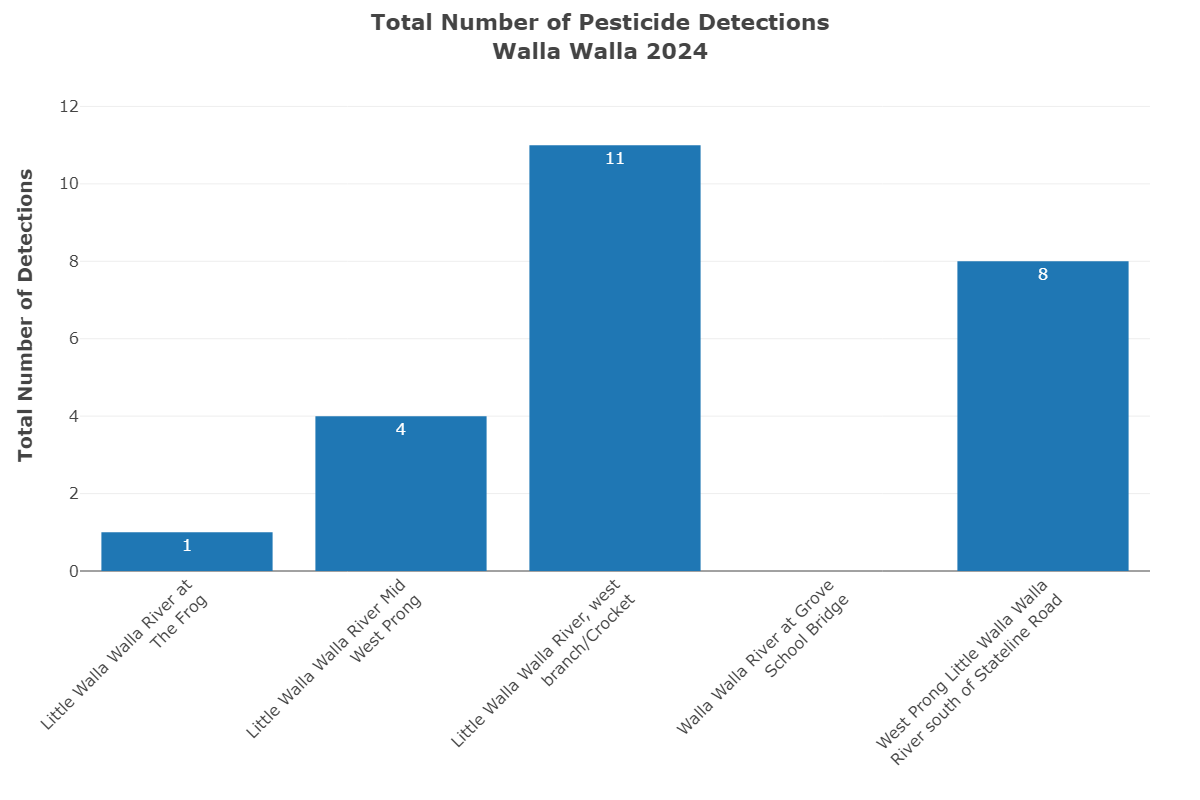 Total Number of Pesticide Detections
Walla Walla 2024
Total Number of Detections
12
10
8
6
4
2
0
1
4
11
8
Little Walla Walla River at
The Frog
Little Walla Walla River Mid
West Prong
Little Walla Walla River, west
branch/Crocket
Walla Walla River at Grove
School Bridge
West Prong Little Walla Walla
River south of Stateline Road